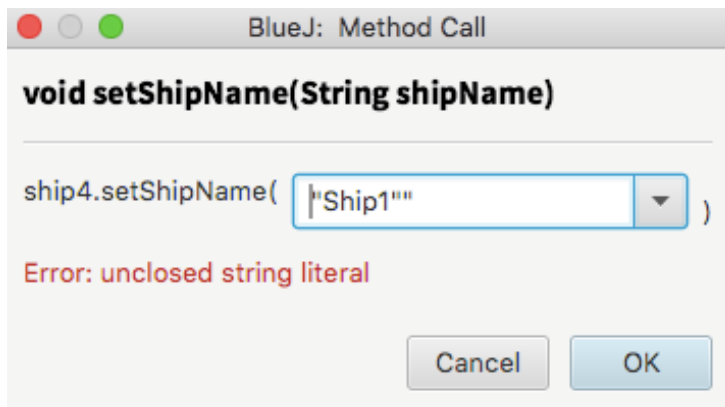 BlueJ: Method Call
void setShipName(String shipName)
ship4.setShipName( "Ship1"" )
Error: unclosed string literal
Cancel OK